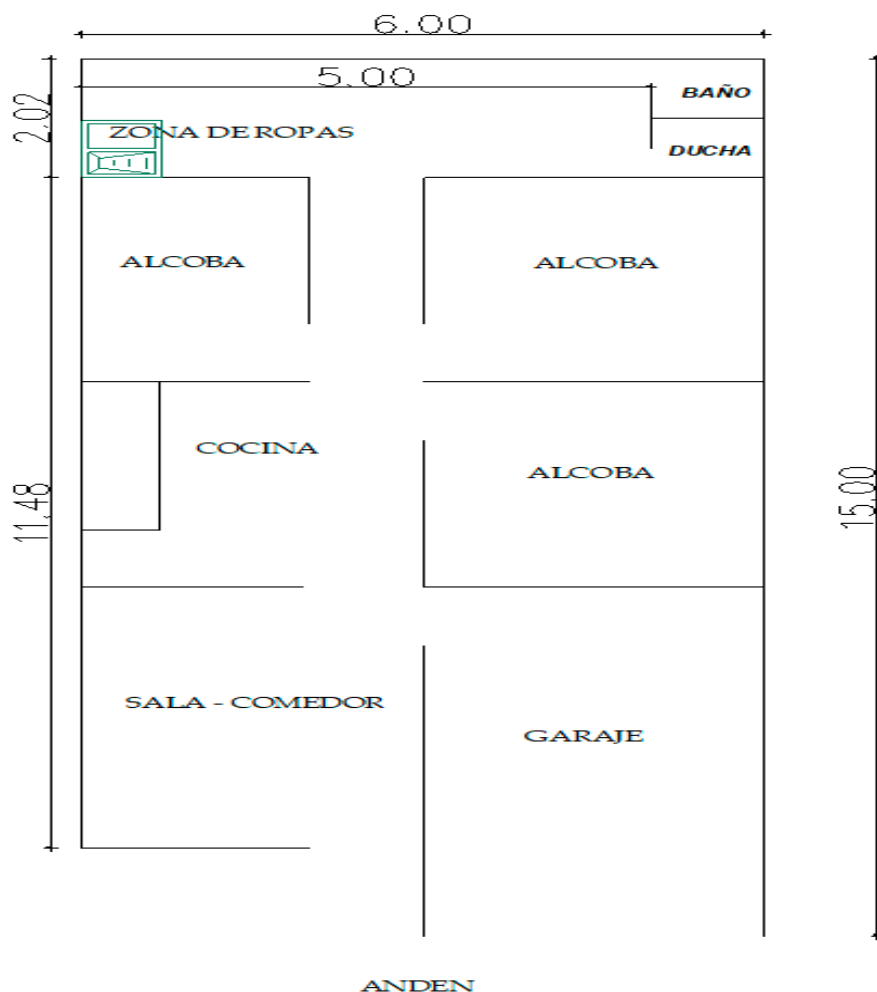 6.00
5.00
BAÑO
2.02
ZONA DE ROPAS
DUCHA
ALCOBA
ALCOBA
COCINA
ALCOBA
11.48
15.00
SALA - COMEDOR
GARAJE
ANDEN